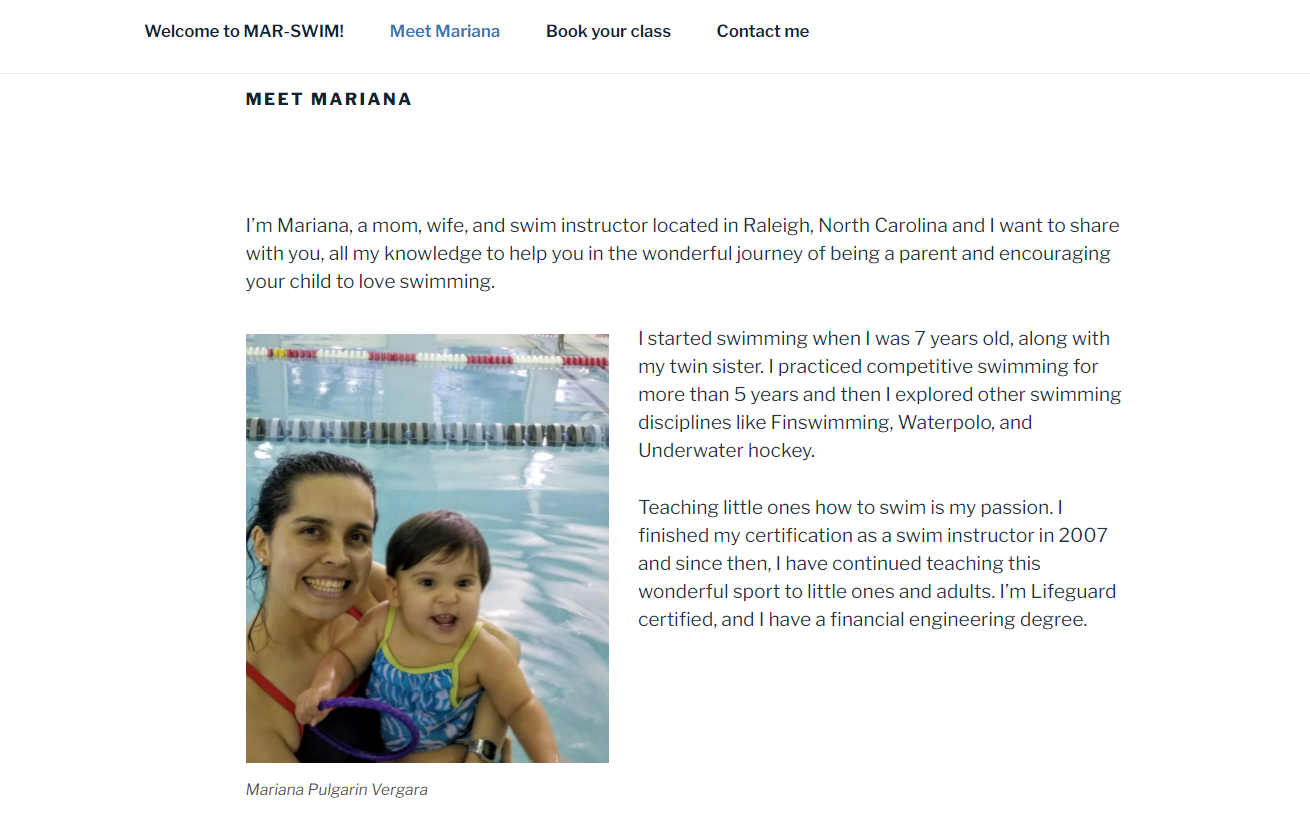 Welcome to MAR-SWIM! Meet Mariana Book your class Contact me
MEET MARIANA
I’m Mariana, a mom, wife, and swim instructor located in Raleigh, North Carolina and I want to share
with you, all my knowledge to help you in the wonderful journey of being a parent and encouraging
your child to love swimming.
I started swimming when I was 7 years old, along with
my twin sister. I practiced competitive swimming for
more than 5 years and then I explored other swimming
disciplines like Finswimming, Waterpolo, and
Underwater hockey.
Teaching little ones how to swim is my passion. I
finished my certification as a swim instructor in 2007
and since then, I have continued teaching this
wonderful sport to little ones and adults. I’m Lifeguard
certified, and I have a financial engineering degree.
Mariana Pulgarin Vergara